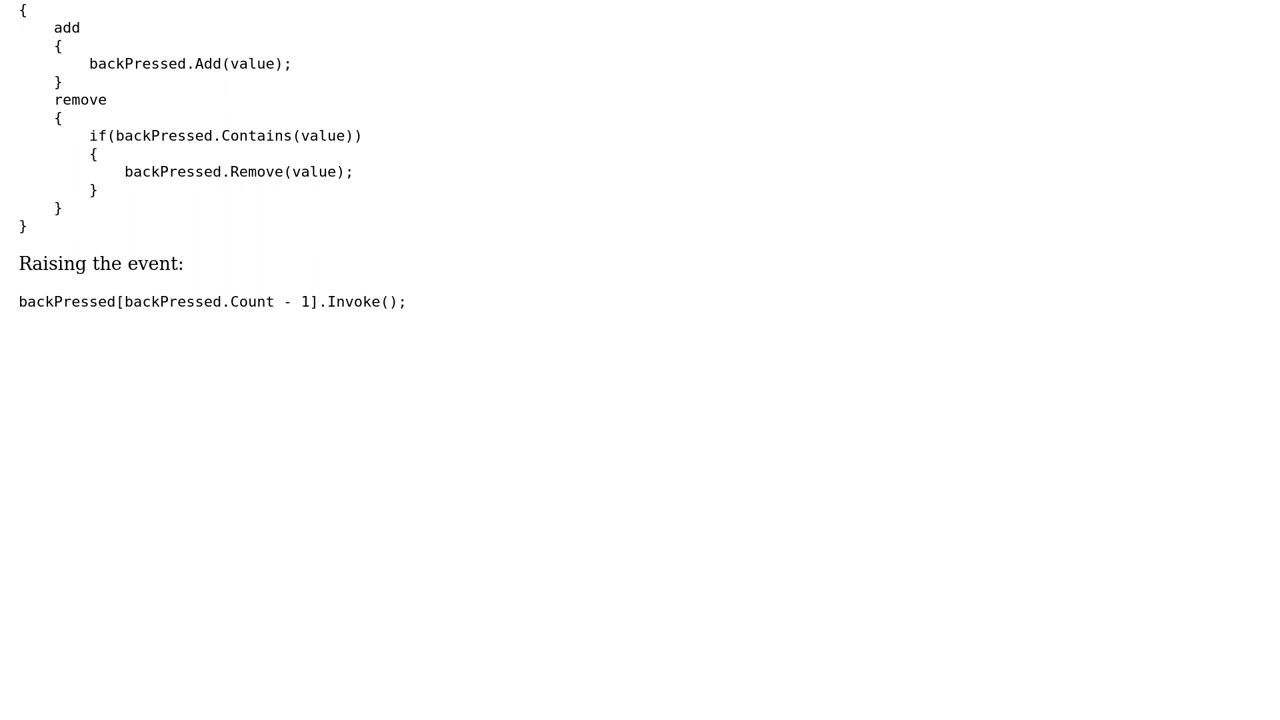 {
    add
    {
        backPressed.Add(value);
    }
    remove
    {
        if(backPressed.Contains(value))
        {
            backPressed.Remove(value);
        }
    }
}
Raising the event:
backPressed[backPressed.Count - 1].Invoke();